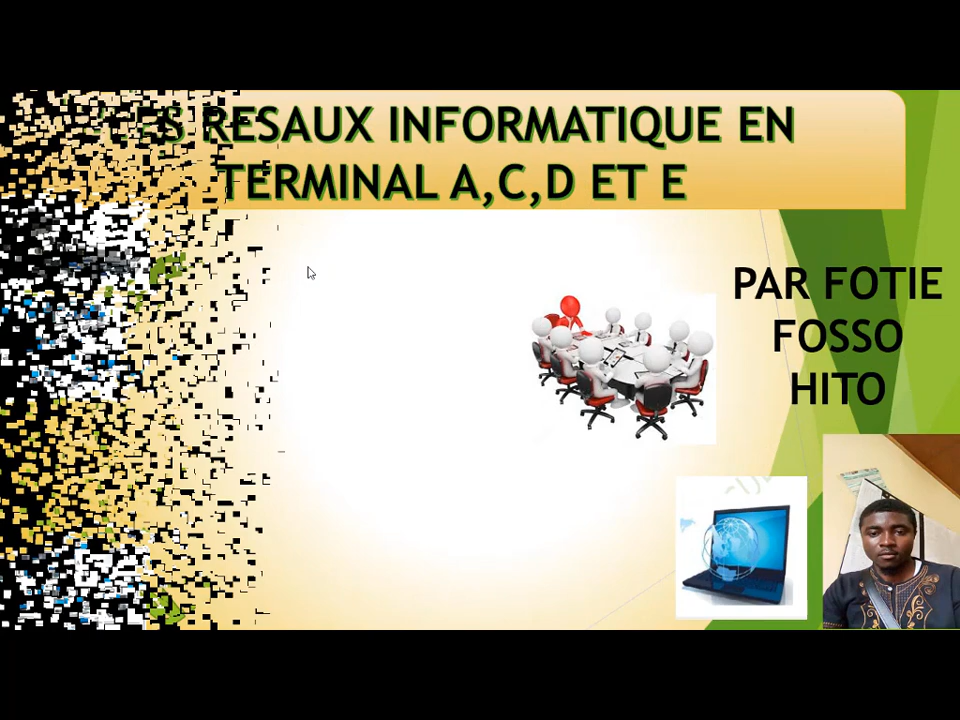 S RESAUX INFORMATIQUE EN
TERMINAL A,C,D ET E
PAR FOTIE
FOSSO
HITO